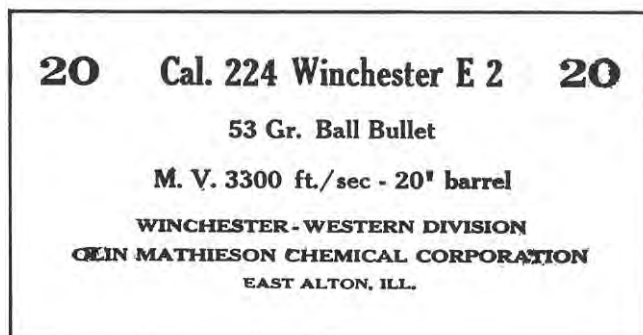 20 Cal. 224 Winchester E 2 20
53 Gr. Ball Bullet
M. V. 3300 ft./sec - 20" barrel
WINCHESTER-WESTERN DIVISION
OLIN MATHIESON CHEMICAL CORPORATION
EAST ALTON, ILL.